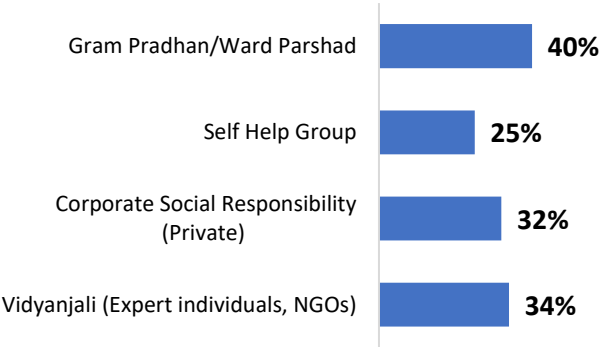 Gram Pradhan/Ward Parshad 40%
Self Help Group 25%
Corporate Social Responsibility
(Private) 32%
Vidyanjali (Expert individuals, NGOs) 34%